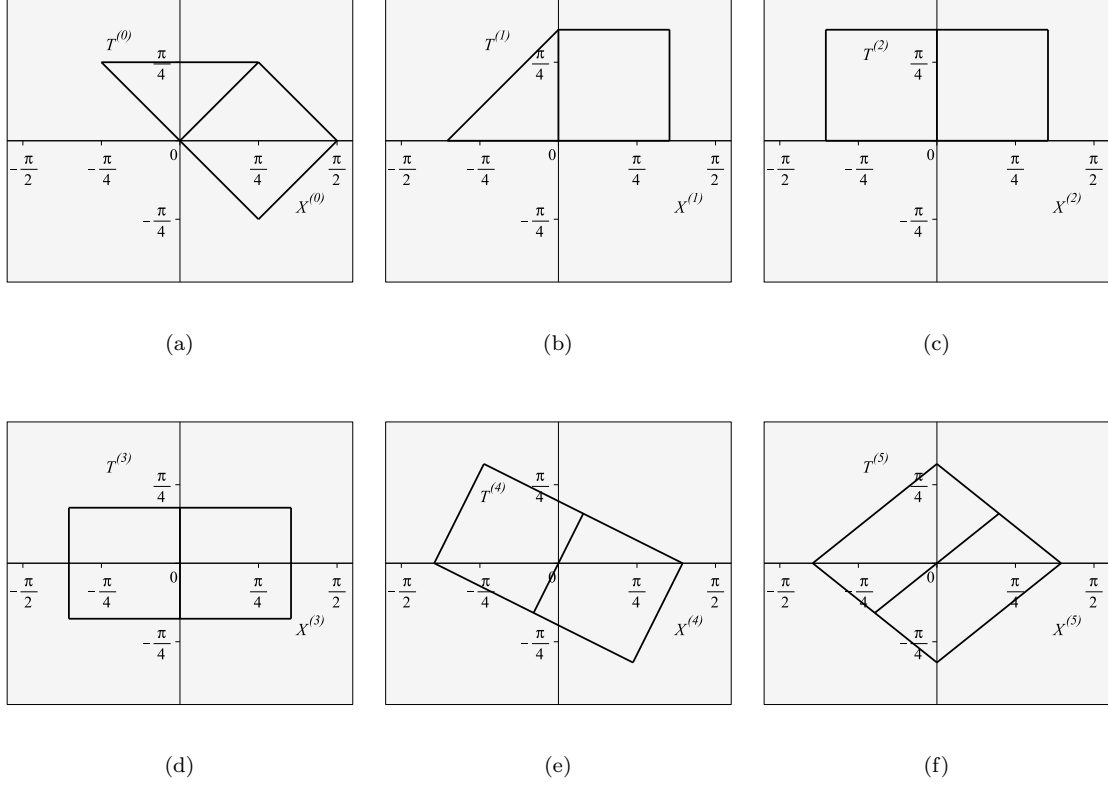 T^(0)
π/4
-π/2 -π/4 0 π/4 π/2
-π/4
X^(0)
(a)
T^(1)
π/4
-π/2 -π/4 0 π/4 π/2
-π/4
X^(1)
(b)
T^(2)
π/4
-π/2 -π/4 0 π/4 π/2
-π/4
X^(2)
(c)
T^(3)
π/4
-π/2 -π/4 0 π/4 π/2
-π/4
X^(3)
(d)
T^(4)
π/4
-π/2 -π/4 0 π/4 π/2
-π/4
X^(4)
(e)
T^(5)
π/4
-π/2 -π/4 0 π/4 π/2
-π/4
X^(5)
(f)